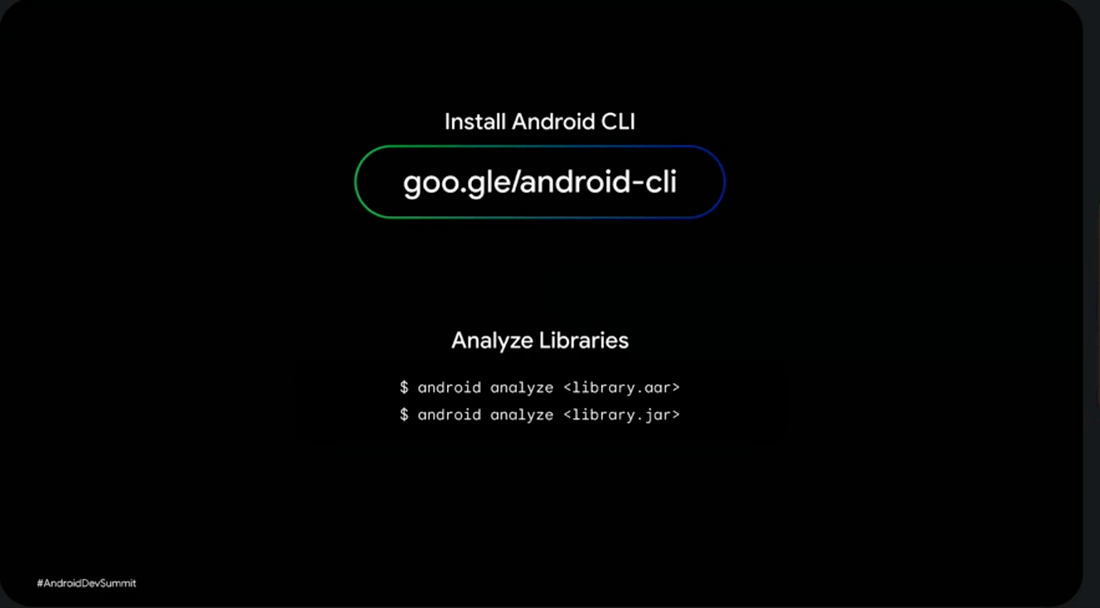 Install Android CLI
goo.gle/android-cli
Analyze Libraries
$ android analyze <library.aar>
$ android analyze <library.jar>
#AndroidDevSummit